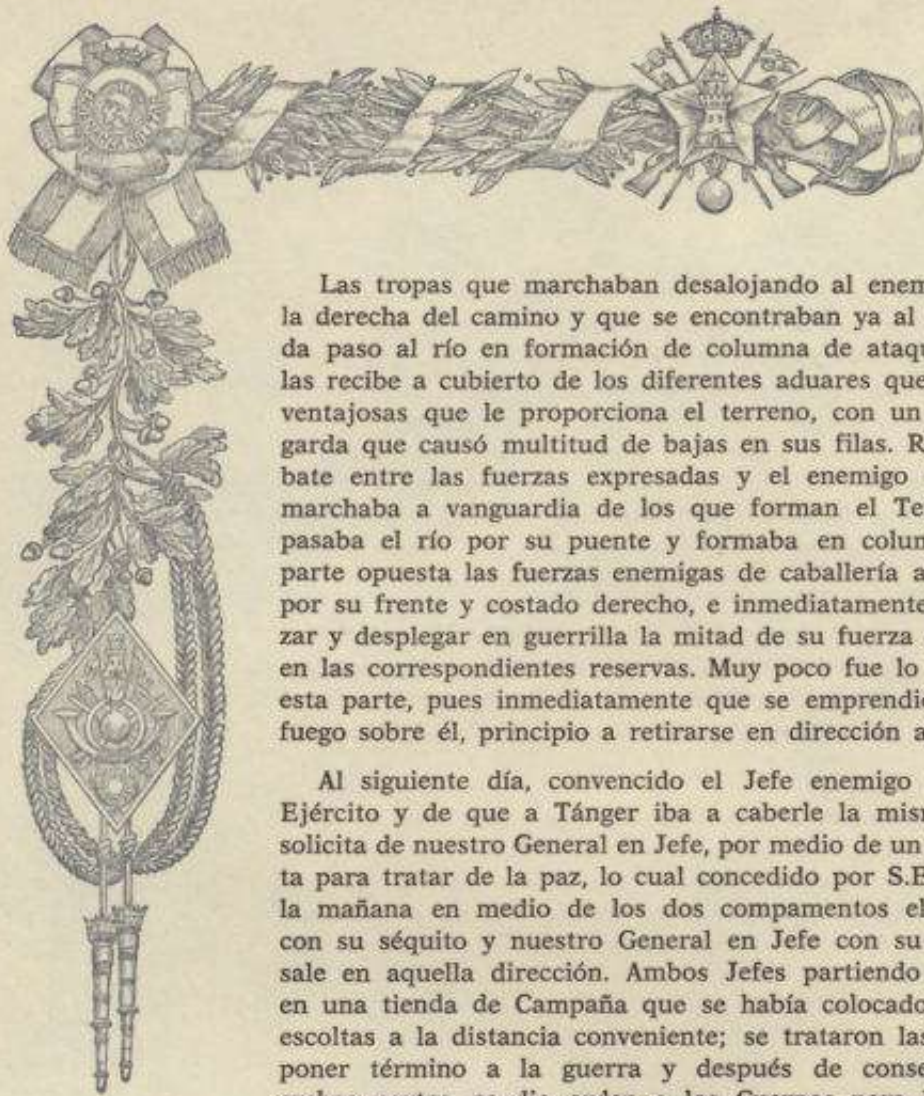 Las tropas que marchaban desalojando al enem
la derecha del camino y que se encontraban ya al
da paso al río en formación de columna de ataqu
las recibe a cubierto de los diferentes aduares que
ventajosas que le proporciona el terreno, con un
garda que causó multitud de bajas en sus filas. R
bate entre las fuerzas expresadas y el enemigo
marchaba a vanguardia de los que forman el Te
pasaba el río por su puente y formaba en colum
parte opuesta las fuerzas enemigas de caballería a
por su frente y costado derecho, e inmediatamente
zar y desplegar en guerrilla la mitad de su fuerza
en las correspondientes reservas. Muy poco fue lo
esta parte, pues inmediatamente que se emprendi
fuego sobre él, principio a retirarse en dirección a
Al siguiente día, convencido el Jefe enemigo
Ejército y de que a Tánger iba a caberle la mism
solicita de nuestro General en Jefe, por medio de un
ta para tratar de la paz, lo cual concedido por S.E
la mañana en medio de los dos compamentos el
con su séquito y nuestro General en Jefe con su
sale en aquella dirección. Ambos Jefes partiendo
en una tienda de Campaña que se había colocado
escoltas a la distancia conveniente; se trataron las
poner término a la guerra y después de conse